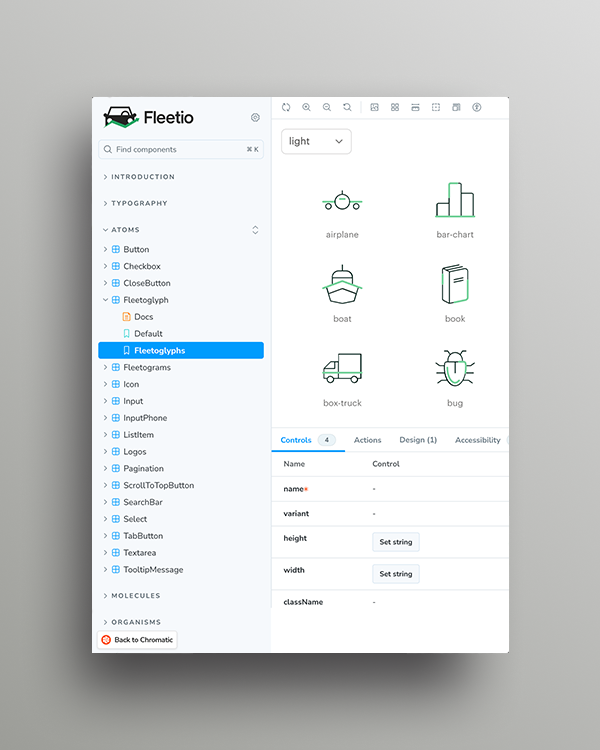 Fleetio
Find components
⌘ K
INTRODUCTION
TYPOGRAPHY
ATOMS
Button
Checkbox
CloseButton
Fleetoglyph
Docs
Default
Fleetoglyphs
Fleetograms
Icon
Input
InputPhone
ListItem
Logos
Pagination
ScrollToTopButton
SearchBar
Select
TabButton
Textarea
TooltipMessage
MOLECULES
ORGANISMS
Back to Chromatic
light
airplane
bar-chart
boat
book
box-truck
bug
Controls 4 Actions Design (1) Accessibility
Name Control
name* -
variant -
height Set string
width Set string
className -